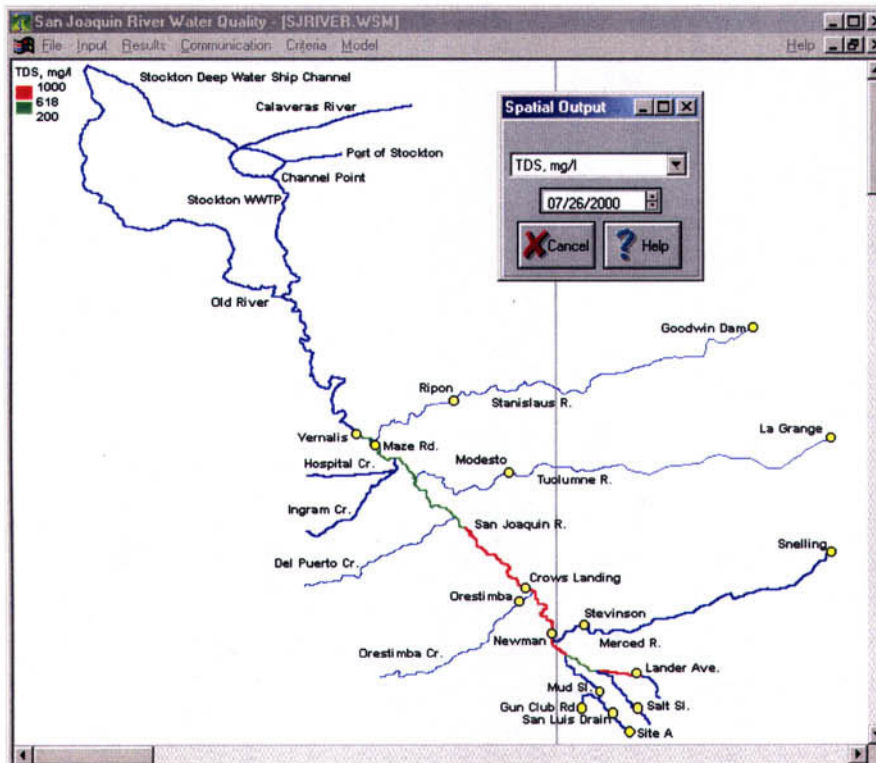 San Joaquin River Water Quality - [SJRIVER.WSM]
File Input Results Communication Criteria Model Help
TDS, mg/l
1000
618
200
Stockton Deep Water Ship Channel
Calaveras River
Port of Stockton
Channel Point
Stockton WWTP
Spatial Output
TDS, mg/l
07/26/2000
Cancel
Help
Old River
Goodwin Dam
Ripon
Stanislaus R.
La Grange
Vernalis
Maze Rd.
Hospital Cr.
Modesto
Tuolumne R.
Ingram Cr.
San Joaquin R.
Snelling
Del Puerto Cr.
Crows Landing
Orestimba
Stevinson
Newman
Merced R.
Orestimba Cr.
Lander Ave.
Mud Sl.
Gun Club Rd
Salt Sl.
San Luis Drain
Site A